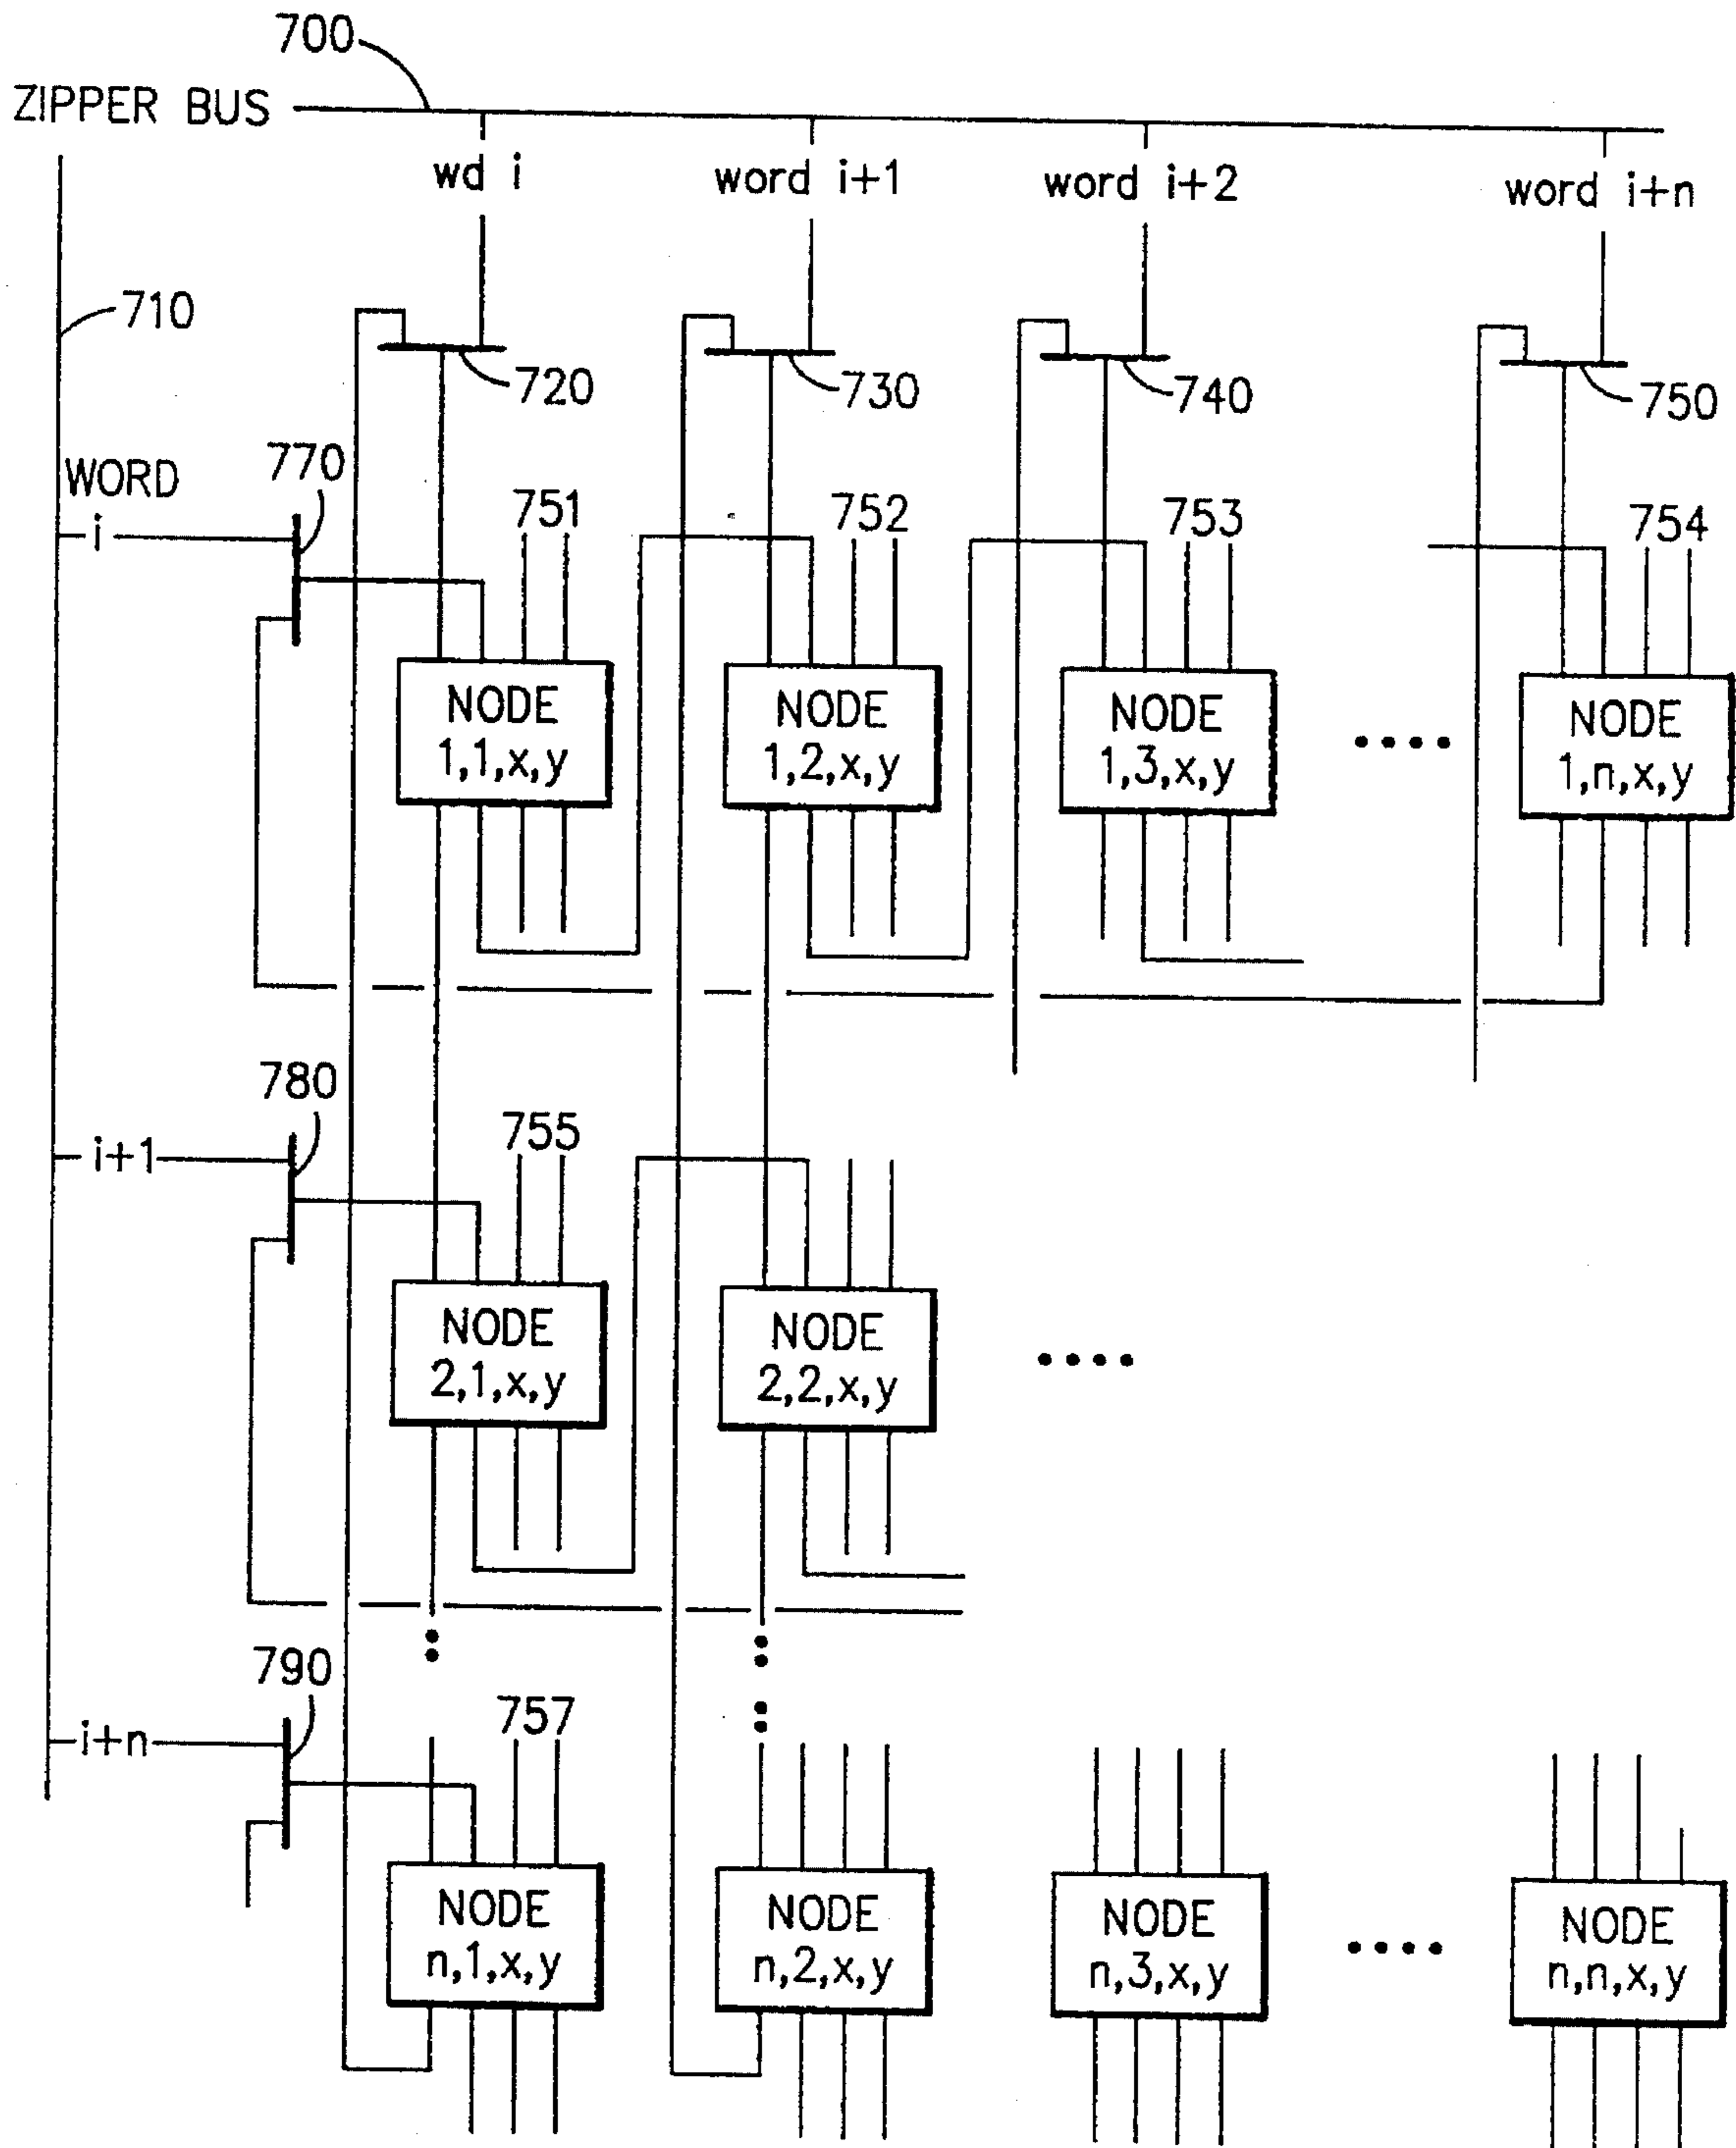 700
ZIPPER BUS
wd i
word i+1
word i+2
word i+n
710
720
730
740
750
WORD
i
770
751
752
753
754
NODE
1,1,x,y
NODE
1,2,x,y
NODE
1,3,x,y
NODE
1,n,x,y
780
i+1
755
NODE
2,1,x,y
NODE
2,2,x,y
790
i+n
757
NODE
n,1,x,y
NODE
n,2,x,y
NODE
n,3,x,y
NODE
n,n,x,y